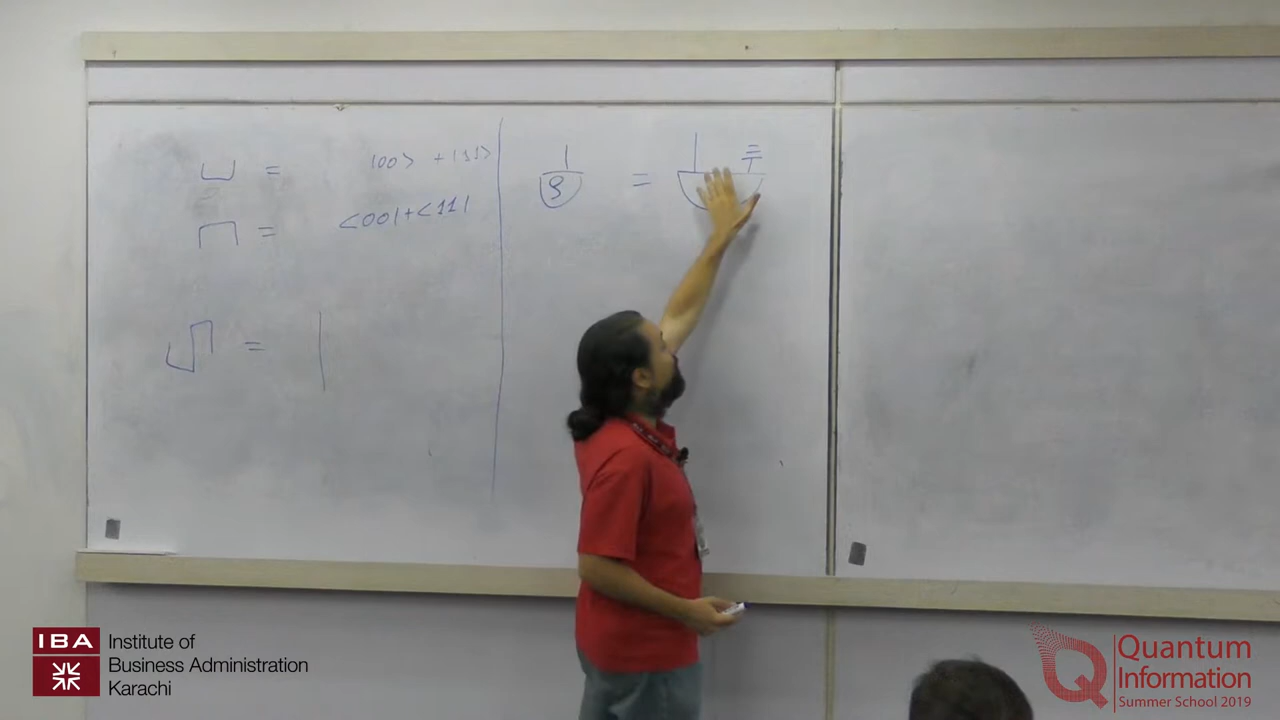 = |00> + |11>
= <00| + <11|
=
ρ =
IBA
Institute of
Business Administration
Karachi
Quantum
Information
Summer School 2019